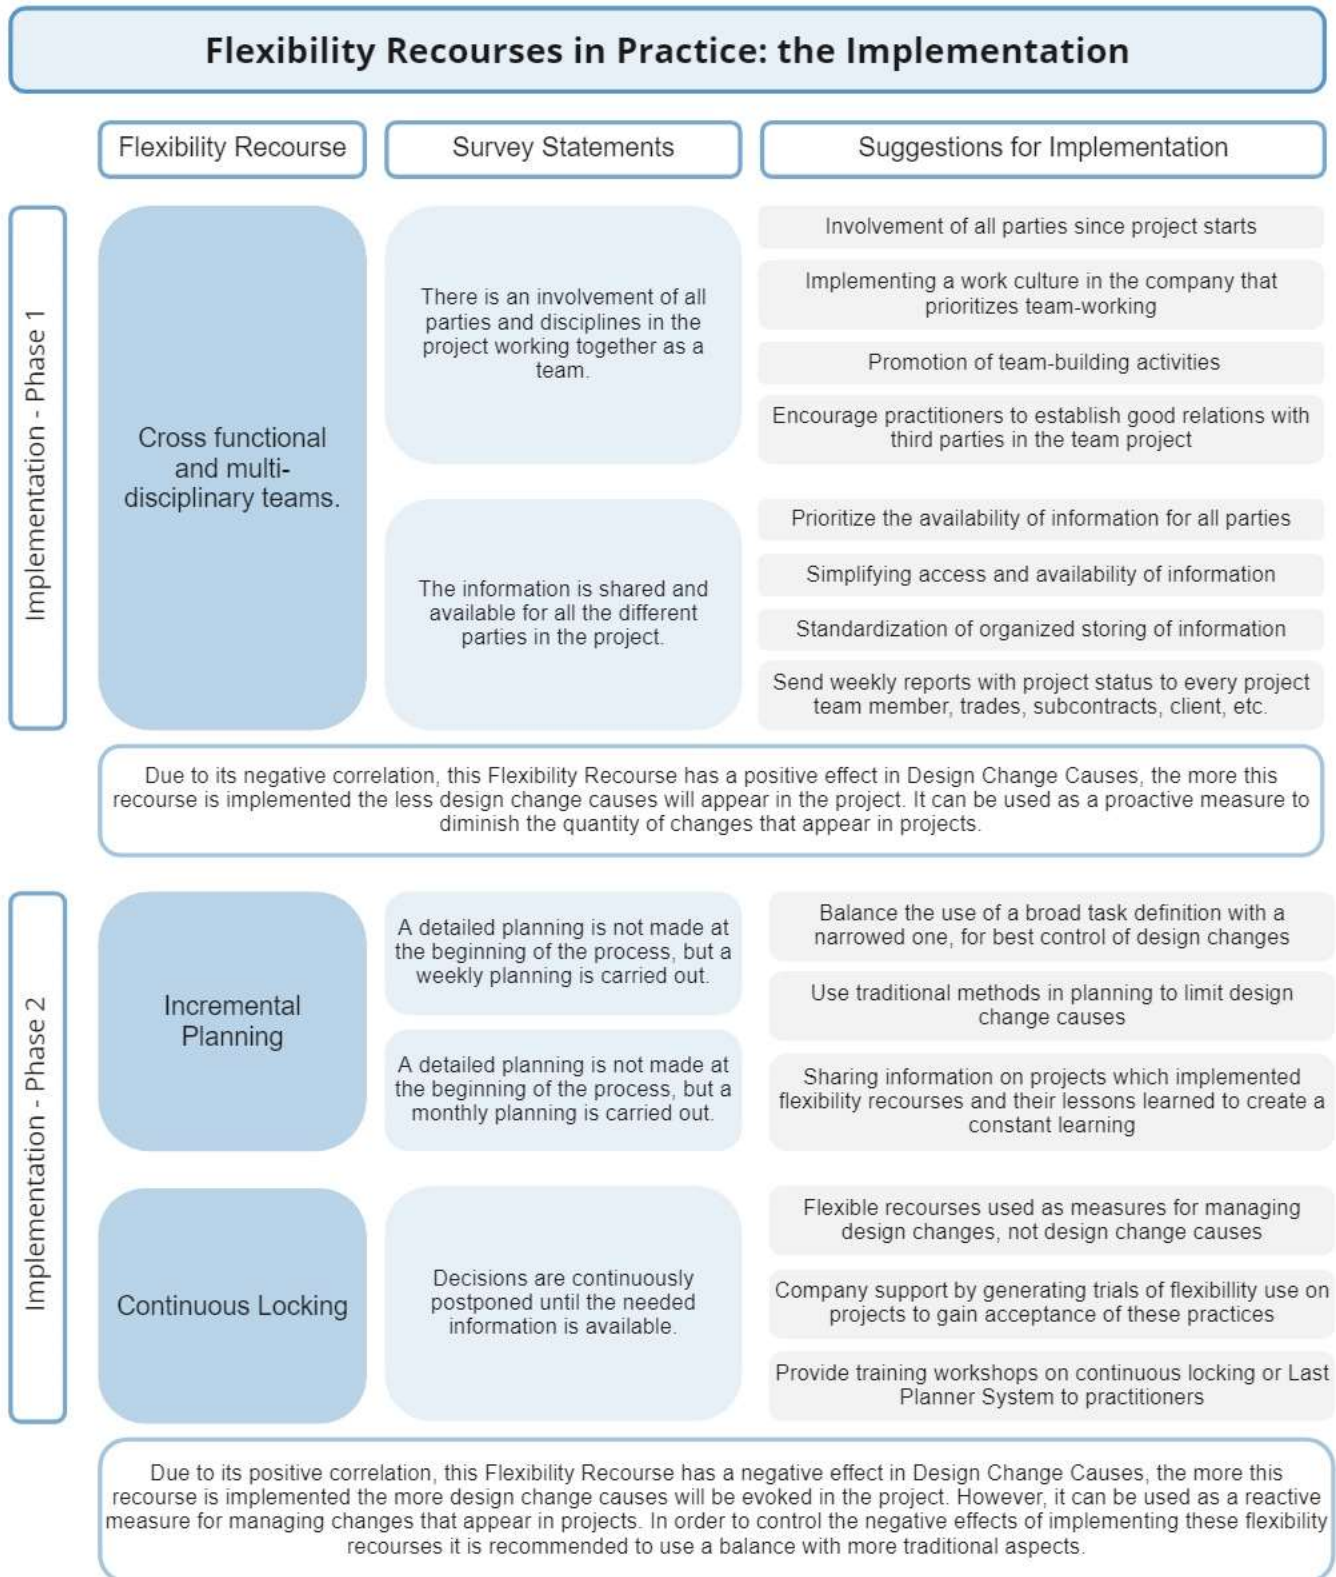 Flexibility Recourses in Practice: the Implementation
Flexibility Recourse
Survey Statements
Suggestions for Implementation
Implementation - Phase 1
Cross functional
and multi-
disciplinary teams.
There is an involvement of all
parties and disciplines in the
project working together as a
team.
Involvement of all parties since project starts
Implementing a work culture in the company that
prioritizes team-working
Promotion of team-building activities
Encourage practitioners to establish good relations with
third parties in the team project
The information is shared and
available for all the different
parties in the project.
Prioritize the availability of information for all parties
Simplifying access and availability of information
Standardization of organized storing of information
Send weekly reports with project status to every project
team member, trades, subcontracts, client, etc.
Due to its negative correlation, this Flexibility Recourse has a positive effect in Design Change Causes, the more this
recourse is implemented the less design change causes will appear in the project. It can be used as a proactive measure to
diminish the quantity of changes that appear in projects.
Implementation - Phase 2
Incremental
Planning
A detailed planning is not made at
the beginning of the process, but a
weekly planning is carried out.
A detailed planning is not made at
the beginning of the process, but a
monthly planning is carried out.
Balance the use of a broad task definition with a
narrowed one, for best control of design changes
Use traditional methods in planning to limit design
change causes
Sharing information on projects which implemented
flexibility recourses and their lessons learned to create a
constant learning
Continuous Locking
Decisions are continuously
postponed until the needed
information is available.
Flexible recourses used as measures for managing
design changes, not design change causes
Company support by generating trials of flexibillity use on
projects to gain acceptance of these practices
Provide training workshops on continuous locking or Last
Planner System to practitioners
Due to its positive correlation, this Flexibility Recourse has a negative effect in Design Change Causes, the more this
recourse is implemented the more design change causes will be evoked in the project. However, it can be used as a reactive
measure for managing changes that appear in projects. In order to control the negative effects of implementing these flexibility
recourses it is recommended to use a balance with more traditional aspects.